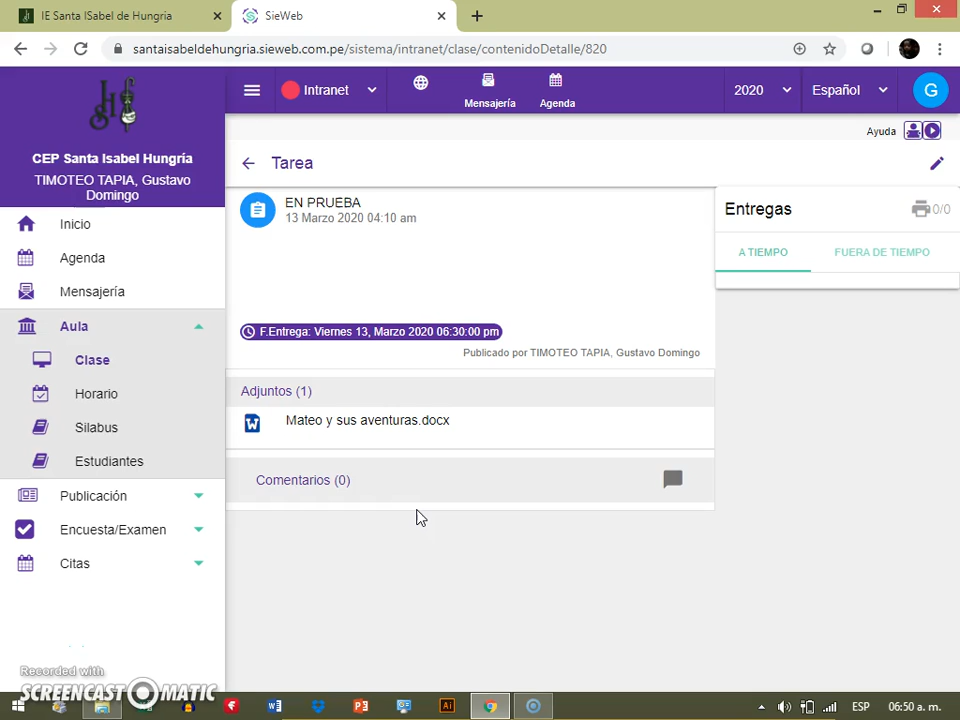 IE Santa ISabel de Hungria
SieWeb
santaisabeldehungria.sieweb.com.pe/sistema/intranet/clase/contenidoDetalle/820
CEP Santa Isabel Hungría
TIMOTEO TAPIA, Gustavo
Domingo
Intranet
Mensajería
Agenda
2020
Español
G
Ayuda
Inicio
Agenda
Mensajería
Aula
Clase
Horario
Silabus
Estudiantes
Publicación
Encuesta/Examen
Citas
Tarea
EN PRUEBA
13 Marzo 2020 04:10 am
F.Entrega: Viernes 13, Marzo 2020 06:30:00 pm
Publicado por TIMOTEO TAPIA, Gustavo Domingo
Adjuntos (1)
W
Mateo y sus aventuras.docx
Comentarios (0)
Entregas
0/0
A TIEMPO
FUERA DE TIEMPO
Recorded with
SCREENCAST-O-MATIC
Ai
ESP
06:50 a. m.